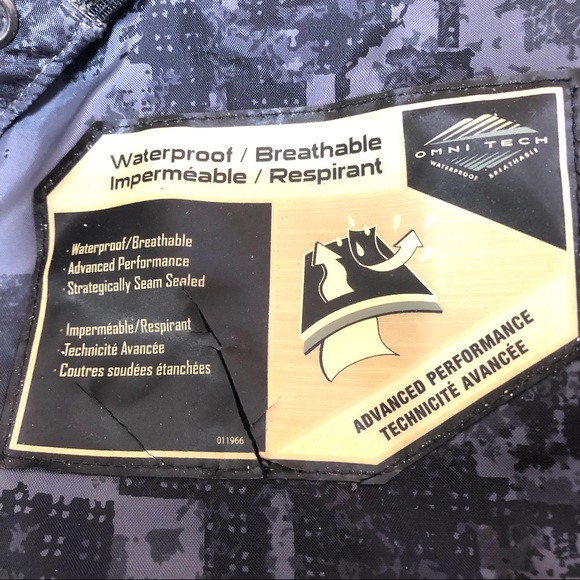 Waterproof / Breathable
Imperméable / Respirant
OMNI TECH
WATERPROOF BREATHABLE
· Waterproof/Breathable
· Advanced Performance
· Strategically Seam Sealed
· Imperméable/Respirant
· Technicité Avancée
· Coutres soudées étanchées
011966
ADVANCED PERFORMANCE
TECHNICITÉ AVANCÉE